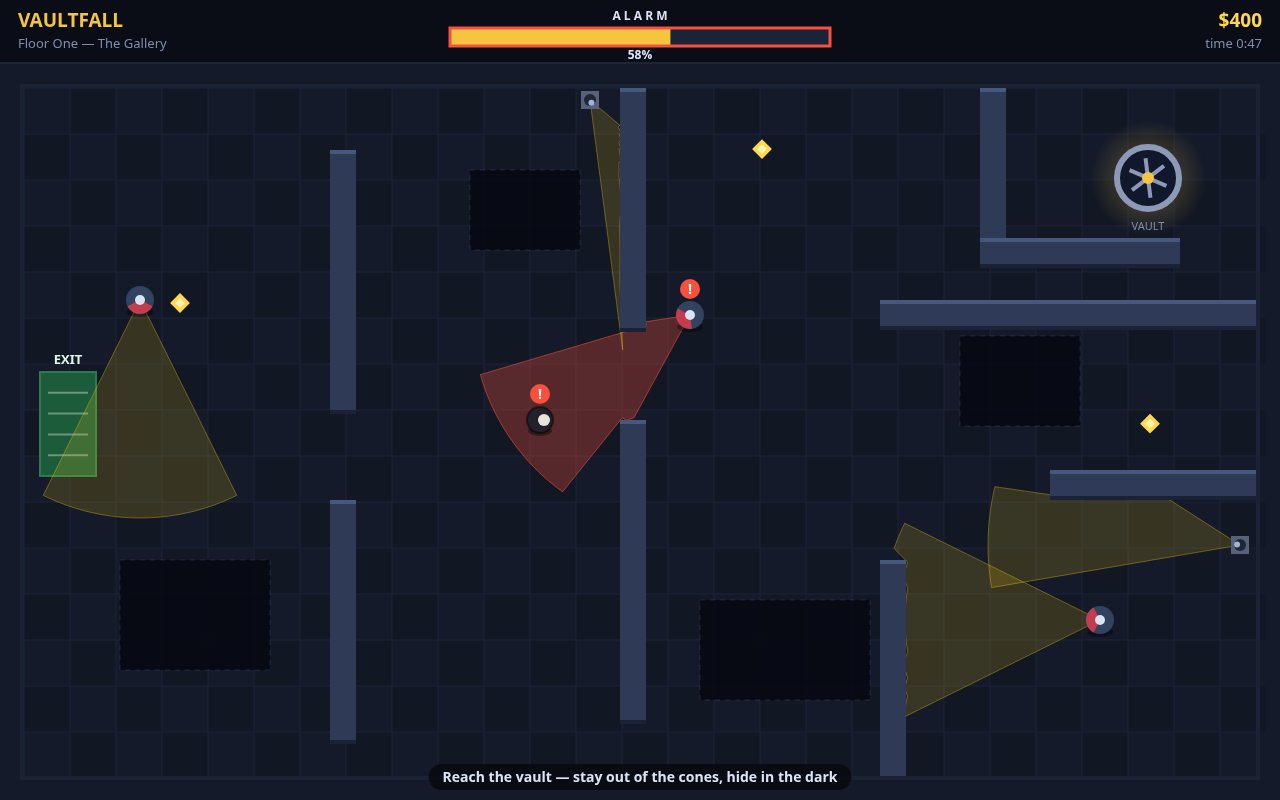 VAULTFALL
Floor One — The Gallery
ALARM
58%
$400
time 0:47
VAULT
!
EXIT
!
Reach the vault — stay out of the cones, hide in the dark